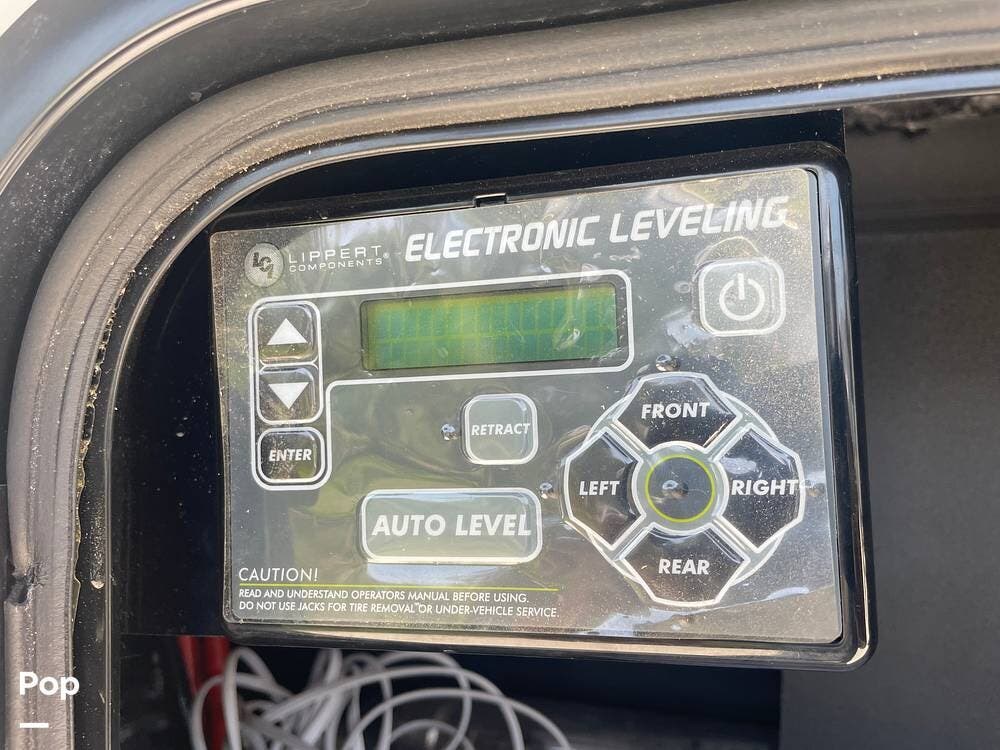 ELECTRONIC LEVELING
LCI
LIPPERT®
COMPONENTS
ENTER
RETRACT
AUTO LEVEL
FRONT
LEFT
RIGHT
REAR
CAUTION!
READ AND UNDERSTAND OPERATORS MANUAL BEFORE USING.
DO NOT USE JACKS FOR TIRE REMOVAL OR UNDER-VEHICLE SERVICE.
Pop